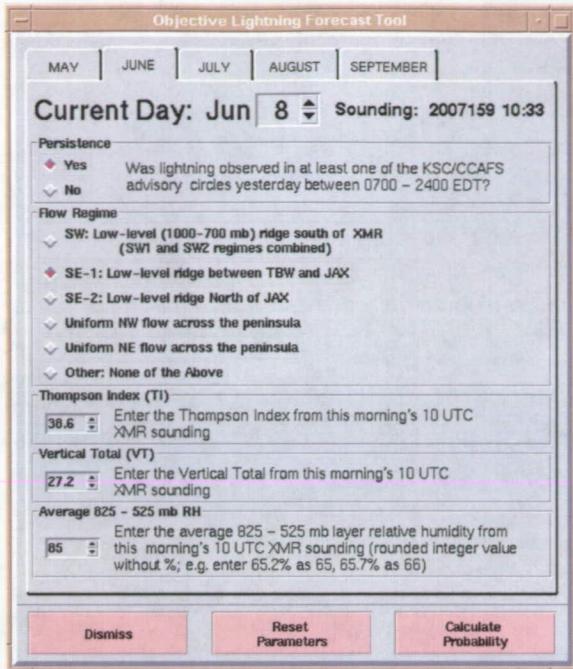 Objective Lightning Forecast Tool
MAY JUNE JULY AUGUST SEPTEMBER
Current Day: Jun 8 Sounding: 2007159 10:33
Persistence
Yes
No
Was lightning observed in at least one of the KSC/CCAFS
advisory circles yesterday between 0700 – 2400 EDT?
Flow Regime
SW: Low-level (1000-700 mb) ridge south of XMR
(SW1 and SW2 regimes combined)
SE-1: Low-level ridge between TBW and JAX
SE-2: Low-level ridge North of JAX
Uniform NW flow across the peninsula
Uniform NE flow across the peninsula
Other: None of the Above
Thompson Index (TI)
38.6 Enter the Thompson Index from this morning's 10 UTC
XMR sounding
Vertical Total (VT)
27.2 Enter the Vertical Total from this morning's 10 UTC
XMR sounding
Average 825 – 525 mb RH
85 Enter the average 825 – 525 mb layer relative humidity from
this morning's 10 UTC XMR sounding (rounded integer value
without %; e.g. enter 65.2% as 65, 65.7% as 66)
Dismiss
Reset
Parameters
Calculate
Probability